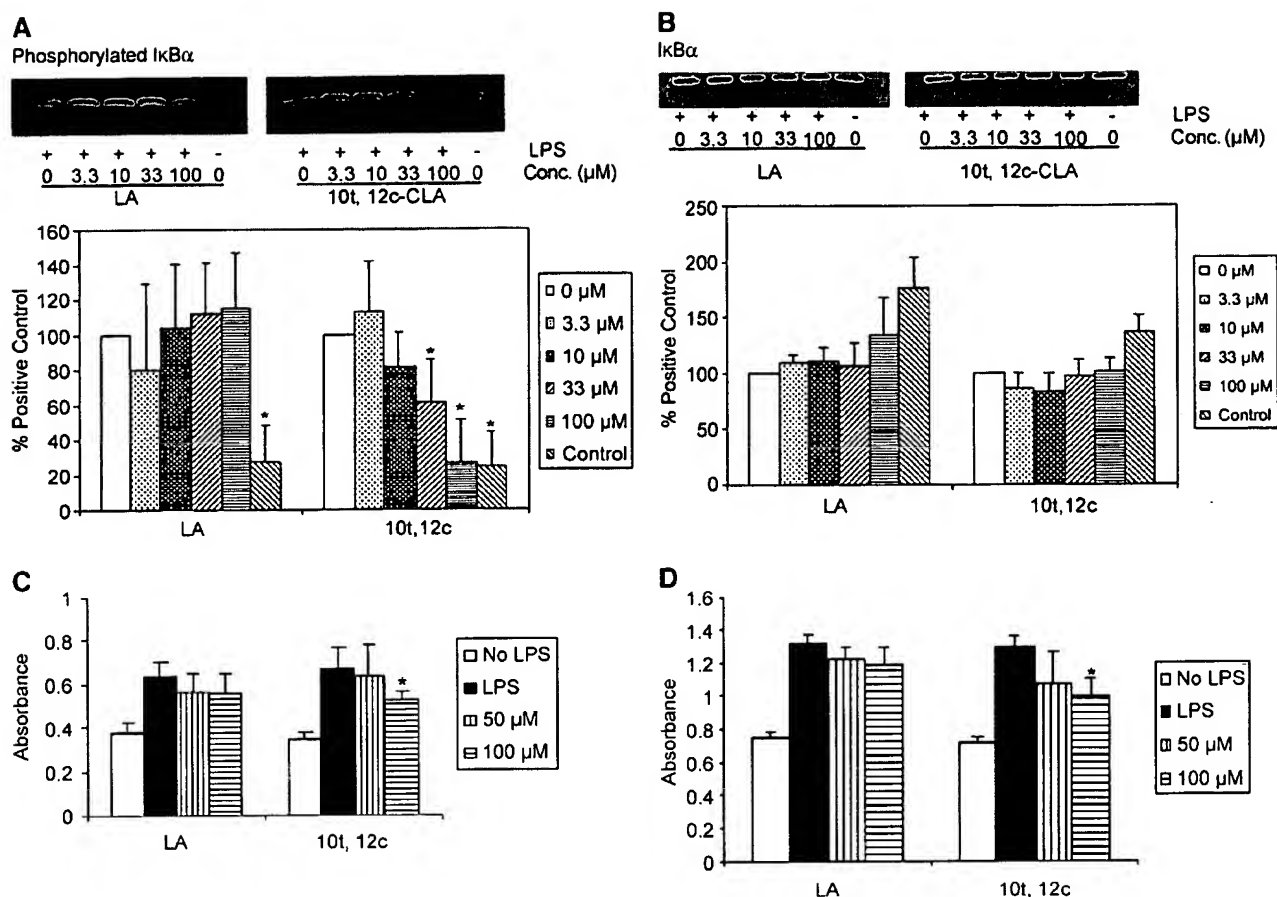 A
Phosphorylated IκBα
+ + + + + - + + + + + - LPS
0 3.3 10 33 100 0 0 3.3 10 33 100 0 Conc. (µM)
LA 10t, 12c-CLA
% Positive Control
160
140
120
100
80
60
40
20
0
LA 10t,12c
0 µM
3.3 µM
10 µM
33 µM
100 µM
Control
* * * *
B
IκBα
+ + + + + - + + + + + - LPS
0 3.3 10 33 100 0 0 3.3 10 33 100 0 Conc. (µM)
LA 10t, 12c-CLA
% Positive Control
250
200
150
100
50
0
LA 10t,12c
0 µM
3.3 µM
10 µM
33 µM
100 µM
Control
C
Absorbance
1
0.8
0.6
0.4
0.2
0
*
LA 10t, 12c
No LPS
LPS
50 µM
100 µM
D
Absorbance
1.6
1.4
1.2
1
0.8
0.6
0.4
0.2
0
*
LA 10t, 12c
No LPS
LPS
50 µM
100 µM